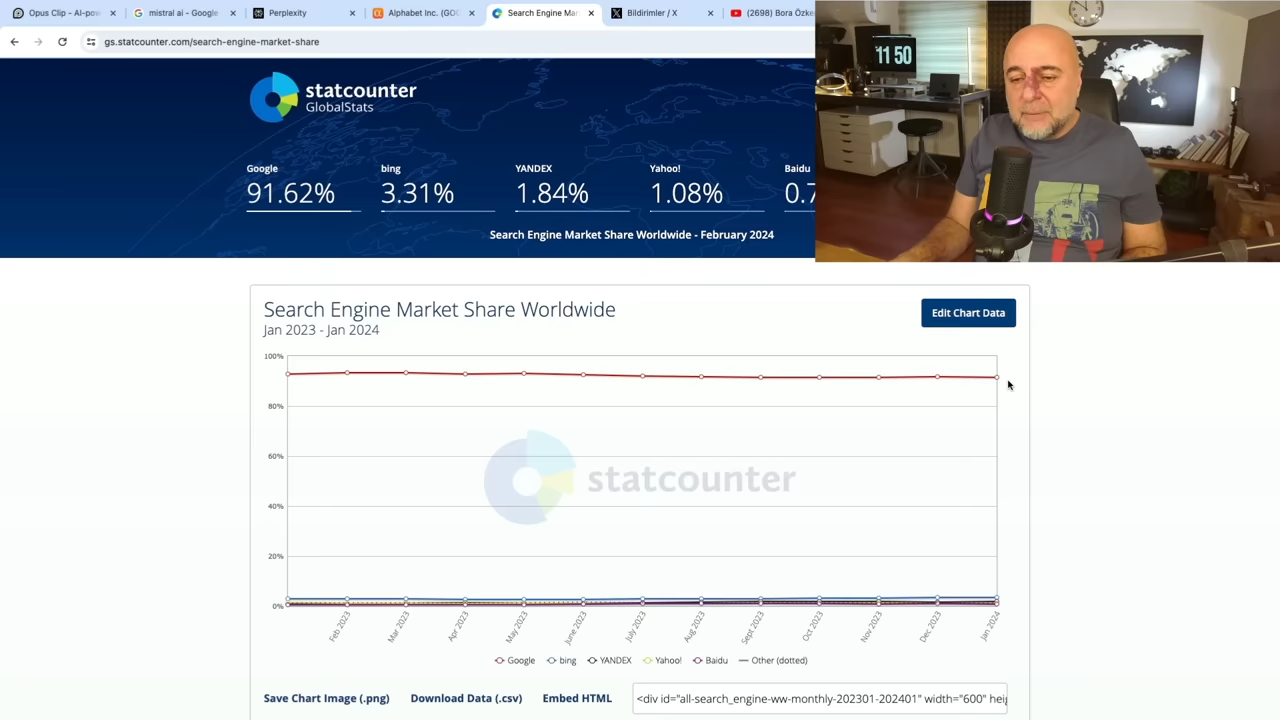 Opus Clip - AI-pow
mistral ai - Google
Perplexity
Alphabet Inc. (GOO
Search Engine Mar
Bildirimler / X
(2698) Bora Özke
gs.statcounter.com/search-engine-market-share
statcounter
GlobalStats
Google
bing
YANDEX
Yahoo!
Baidu
91.62%
3.31%
1.84%
1.08%
0.7
Search Engine Market Share Worldwide - February 2024
11 50
Search Engine Market Share Worldwide
Jan 2023 - Jan 2024
Edit Chart Data
100%
80%
60%
40%
20%
0%
statcounter
Feb 2023
Mar 2023
Apr 2023
May 2023
June 2023
July 2023
Aug 2023
Sept 2023
Oct 2023
Nov 2023
Dec 2023
Jan 2024
Google
bing
YANDEX
Yahoo!
Baidu
Other (dotted)
Save Chart Image (.png)
Download Data (.csv)
Embed HTML
<div id="all-search_engine-ww-monthly-202301-202401" width="600" hei